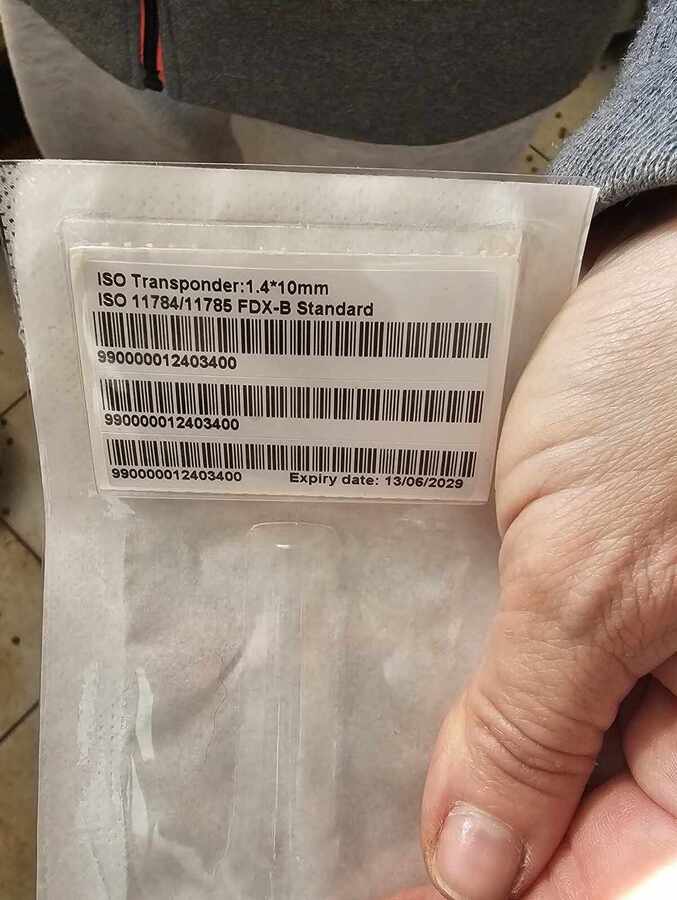 ISO Transponder:1.4*10mm
ISO 11784/11785 FDX-B Standard
990000012403400
990000012403400
990000012403400 Expiry date: 13/06/2029